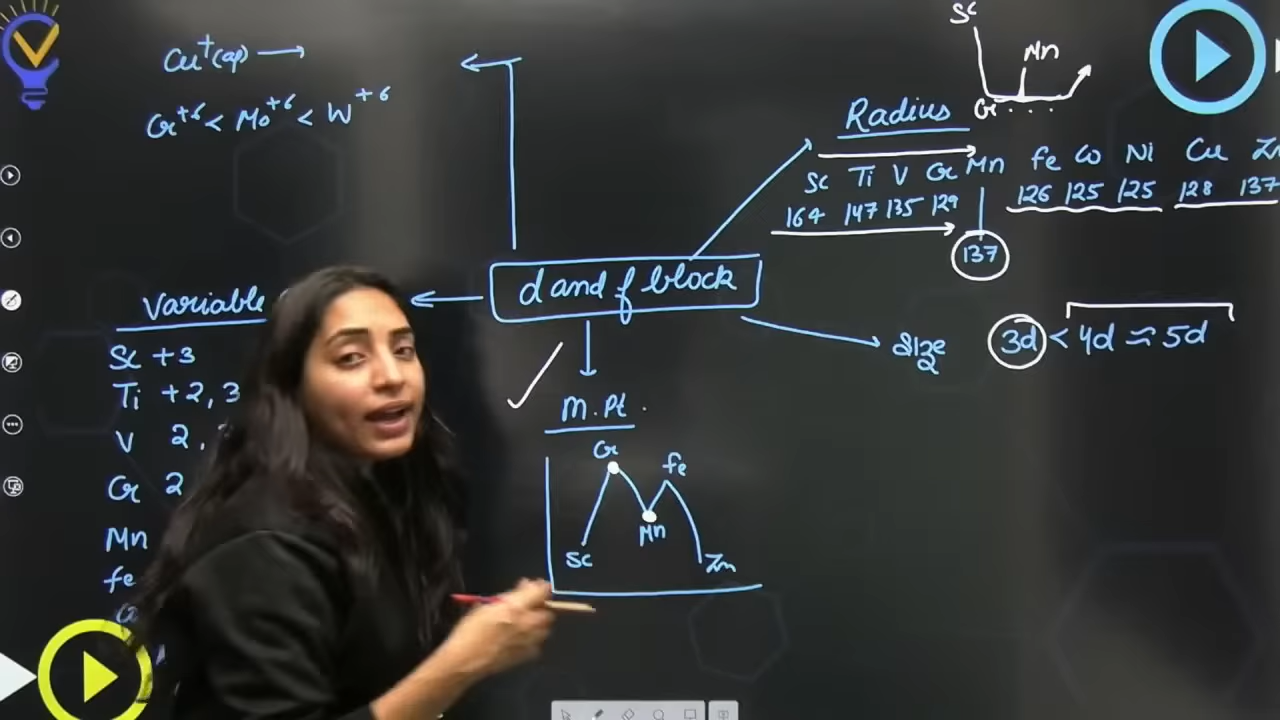 Cu⁺(aq) →
Cr⁺⁶ < Mo⁺⁶ < W⁺⁶
Sc
Mn
Cr . . .
Radius
Sc Ti V Cr Mn Fe Co Ni Cu Zn
164 147 135 129 126 125 125 128 137
137
d and f block
Variable
Sc +3
Ti +2, 3
V 2,
Cr 2
Mn
Fe
Size
3d < 4d ≈ 5d
M.Pt.
Cr
Fe
Mn
Sc
Zn